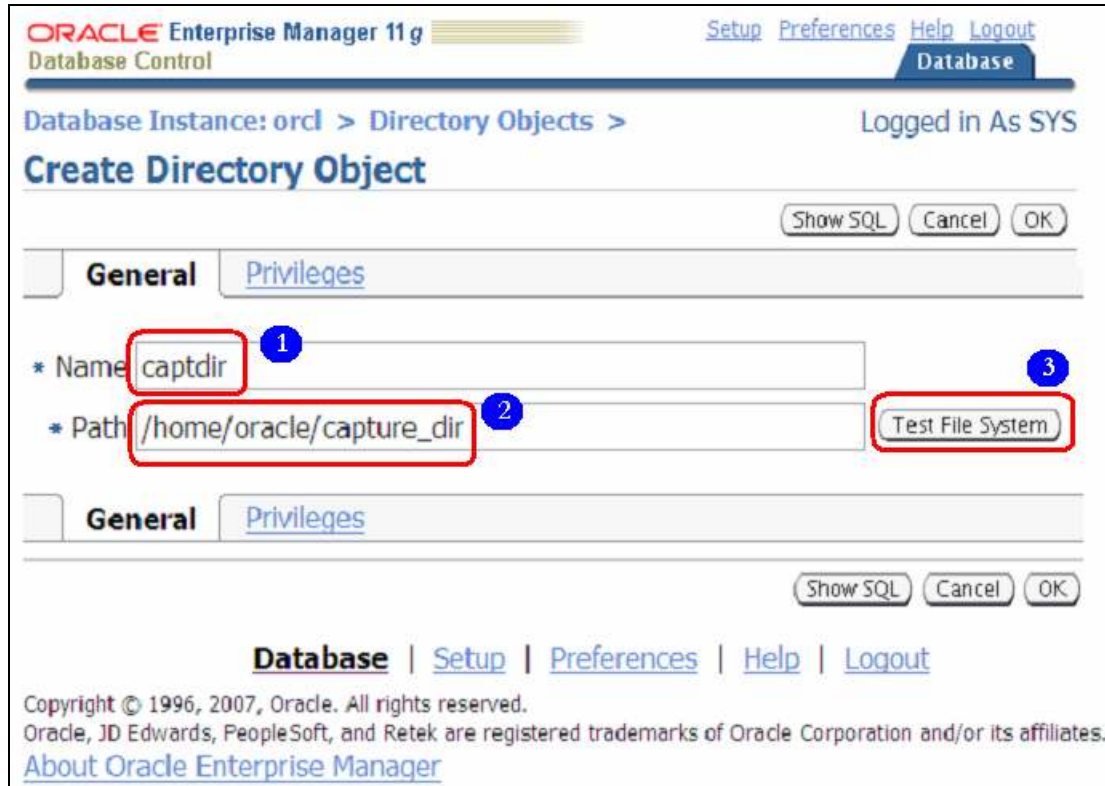 ORACLE Enterprise Manager 11g
Setup Preferences Help Logout
Database Control
Database
Database Instance: orcl > Directory Objects >
Logged in As SYS
Create Directory Object
Show SQL Cancel OK
General Privileges
1
* Name captdir
3
2
* Path /home/oracle/capture_dir Test File System
General Privileges
Show SQL Cancel OK
Database | Setup | Preferences | Help | Logout
Copyright © 1996, 2007, Oracle. All rights reserved.
Oracle, JD Edwards, PeopleSoft, and Retek are registered trademarks of Oracle Corporation and/or its affiliates.
About Oracle Enterprise Manager